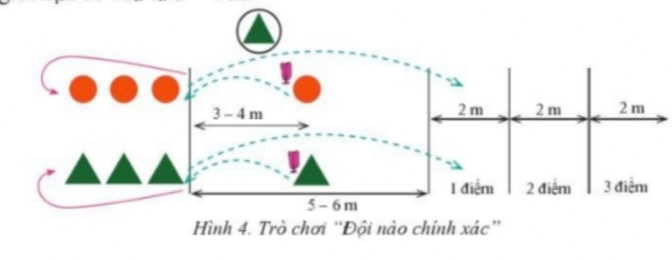 3 – 4 m
2 m
2 m
2 m
1 điểm
2 điểm
3 điểm
5 – 6 m
Hình 4. Trò chơi “Đội nào chính xác”